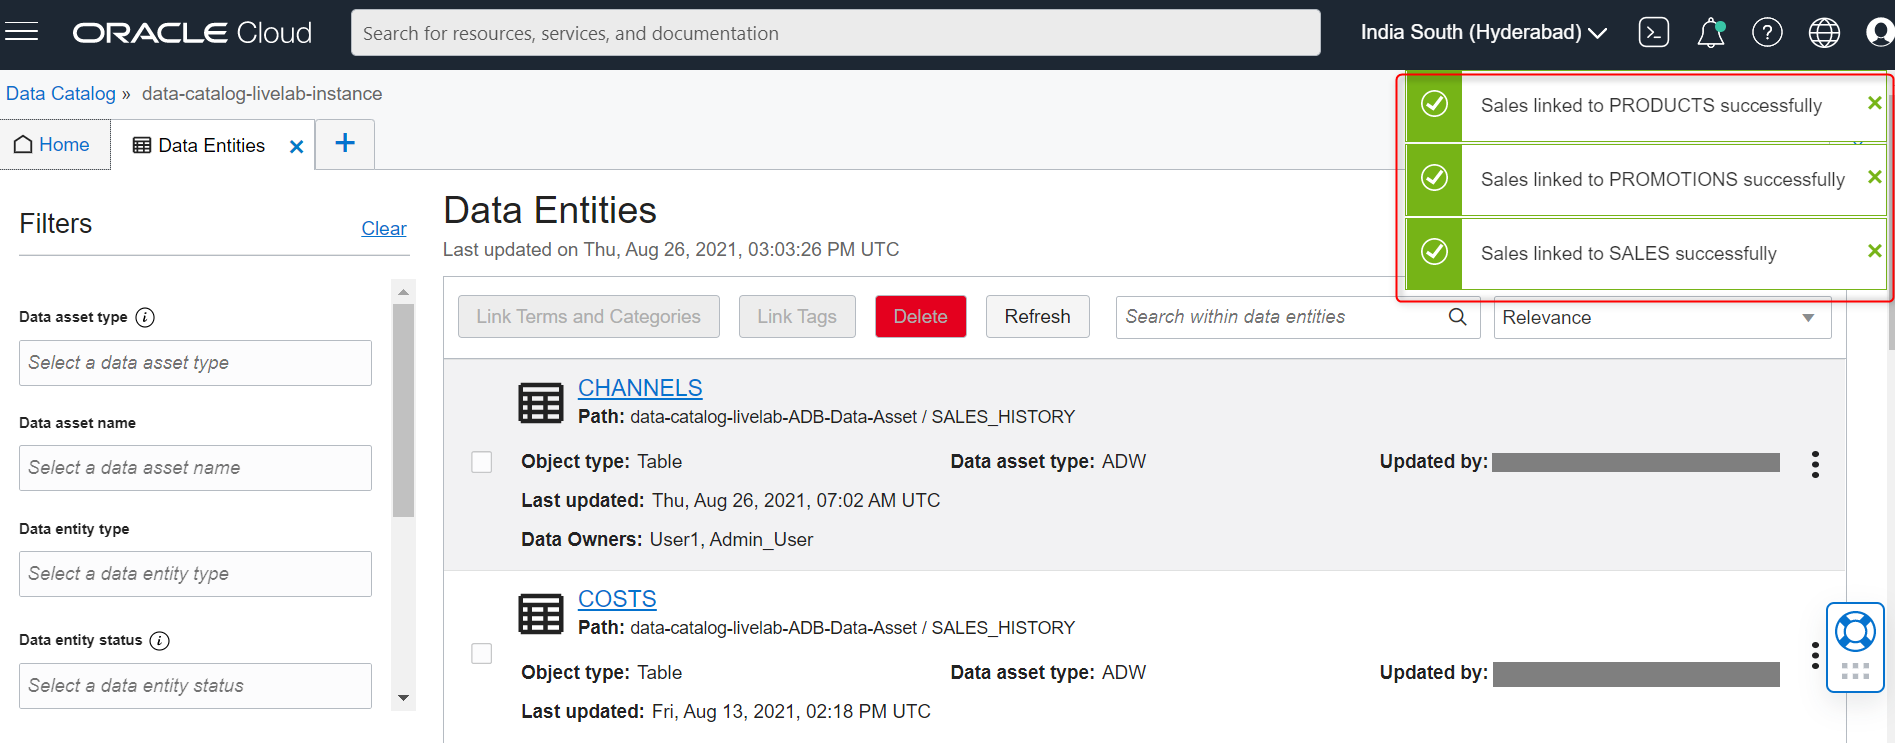 ORACLE Cloud
Search for resources, services, and documentation
India South (Hyderabad)
Data Catalog » data-catalog-livelab-instance
Home
Data Entities
Sales linked to PRODUCTS successfully
Sales linked to PROMOTIONS successfully
Sales linked to SALES successfully
Filters
Clear
Data asset type
Select a data asset type
Data asset name
Select a data asset name
Data entity type
Select a data entity type
Data entity status
Select a data entity status
Data Entities
Last updated on Thu, Aug 26, 2021, 03:03:26 PM UTC
Link Terms and Categories
Link Tags
Delete
Refresh
Search within data entities
Relevance
CHANNELS
Path: data-catalog-livelab-ADB-Data-Asset / SALES_HISTORY
Object type: Table
Data asset type: ADW
Updated by:
Last updated: Thu, Aug 26, 2021, 07:02 AM UTC
Data Owners: User1, Admin_User
COSTS
Path: data-catalog-livelab-ADB-Data-Asset / SALES_HISTORY
Object type: Table
Data asset type: ADW
Updated by:
Last updated: Fri, Aug 13, 2021, 02:18 PM UTC